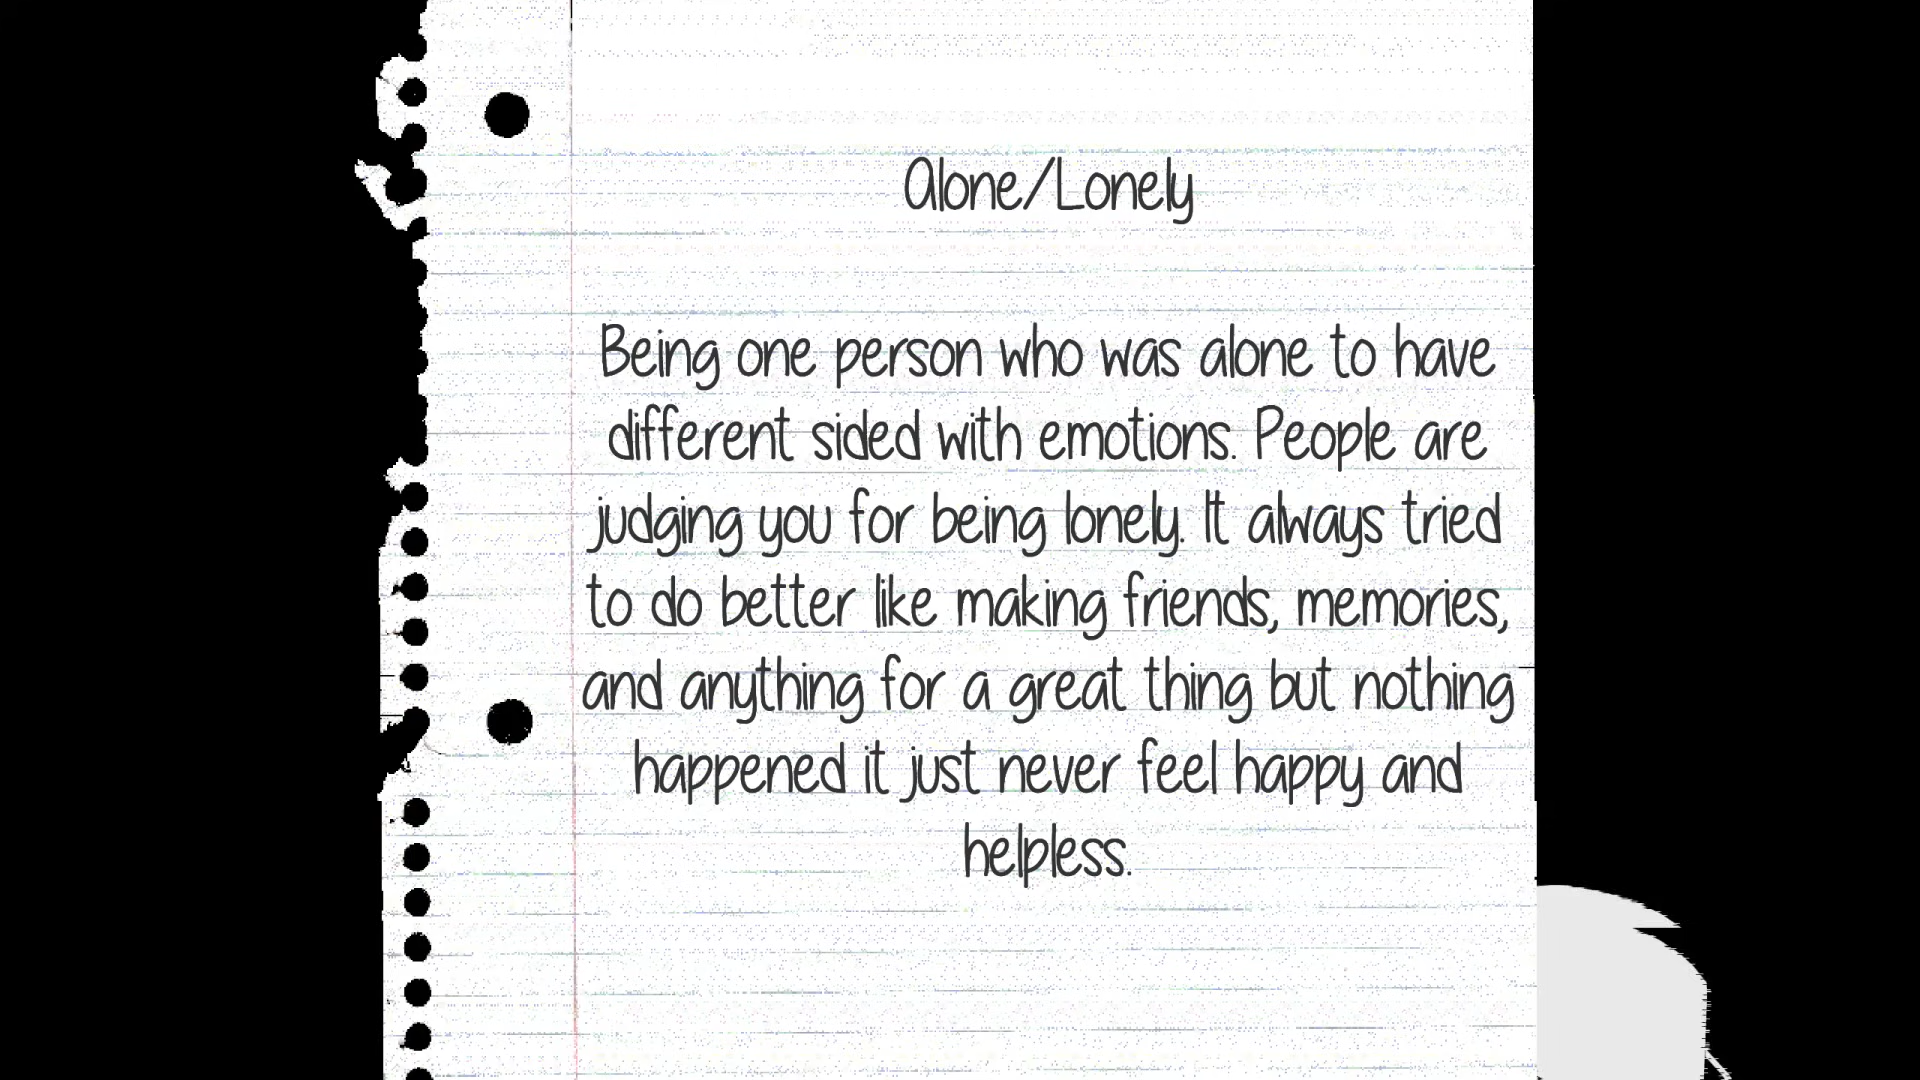 Alone/Lonely
Being one person who was alone to have
different sided with emotions. People are
judging you for being lonely. It always tried
to do better like making friends, memories,
and anything for a great thing but nothing
happened it just never feel happy and
helpless.